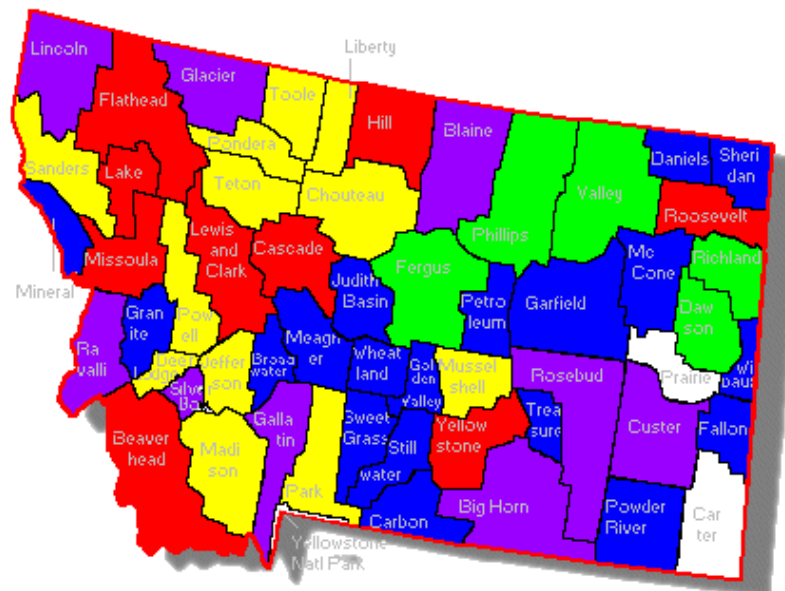 Liberty
Lincoln
Glacier
Toole
Flathead
Hill
Blaine
Daniels
Sheri
dan
Pondera
Sanders
Lake
Teton
Chouteau
Valley
Roosevelt
Lewis
and
Clark
Cascade
Phillips
Missoula
Fergus
Mc
Cone
Richland
Mineral
Judith
Basin
Petro
leum
Garfield
Daw
son
Gran
ite
Pow
ell
Meagh
er
Ra
valli
Deer
Lodge
Jeffer
son
Broad
water
Wheat
land
Gol
den
Valley
Mussel
shell
Rosebud
Prairie
Wi
baux
Silver
Bow
Galla
tin
Sweet
Grass
Yellow
stone
Trea
sure
Custer
Fallon
Beaver
head
Madi
son
Park
Still
water
Big Horn
Powder
River
Car
ter
Carbon
Yellowstone
Natl Park